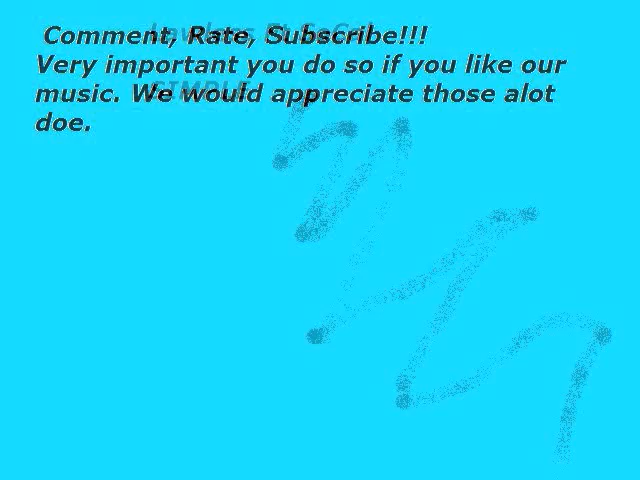 Comment, Rate, Subscribe!!!
Very important you do so if you like our
music. We would appreciate those alot
doe.
SIMPLE